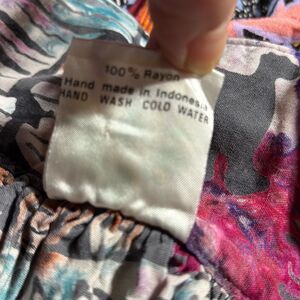 100% Rayon
Hand made in Indonesia
HAND WASH COLD WATER